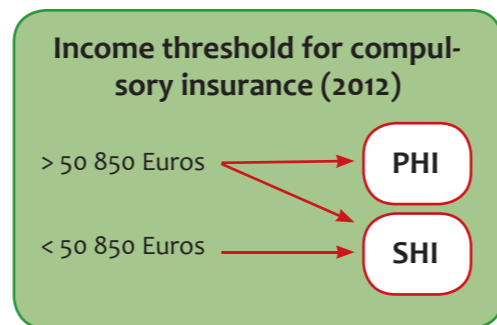 Income threshold for compul-
sory insurance (2012)
> 50 850 Euros
PHI
< 50 850 Euros
SHI